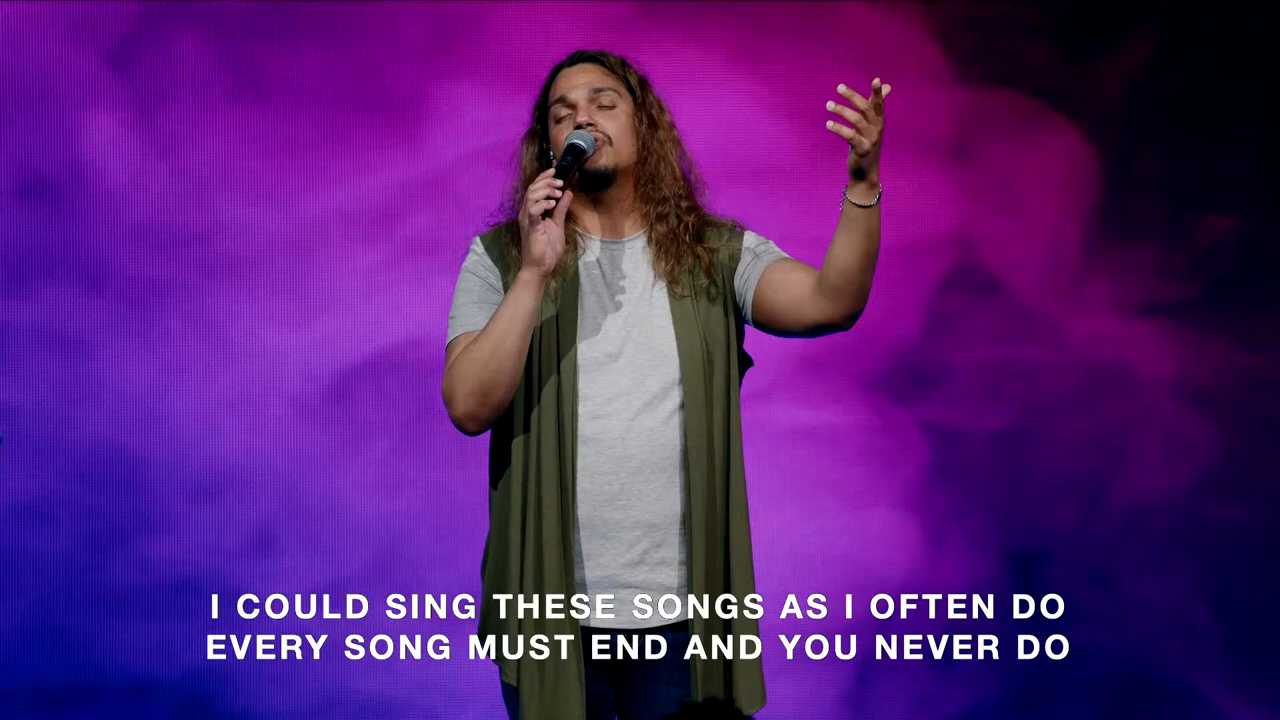 I COULD SING THESE SONGS AS I OFTEN DO
EVERY SONG MUST END AND YOU NEVER DO